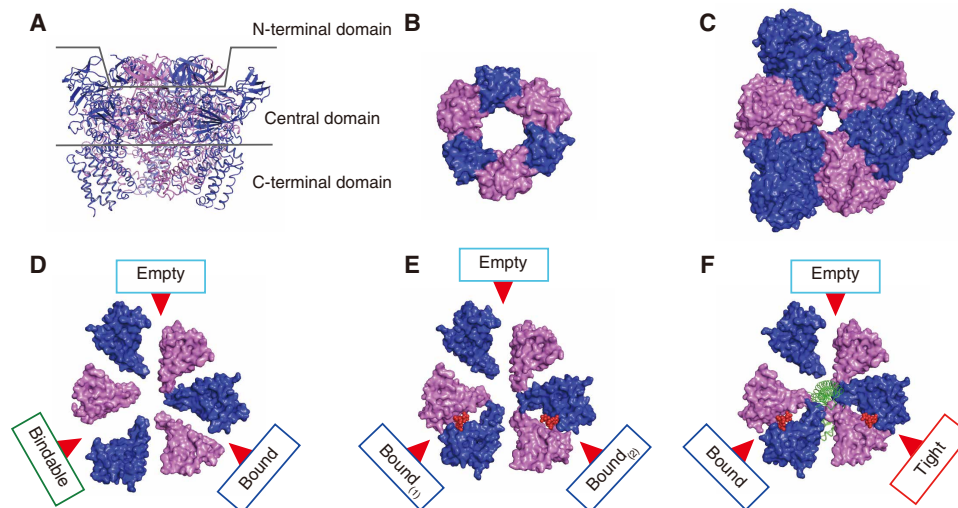 A
N-terminal domain
Central domain
C-terminal domain
B
C
D
Empty
Bindable
Bound
E
Empty
Bound(1)
Bound(2)
F
Empty
Bound
Tight